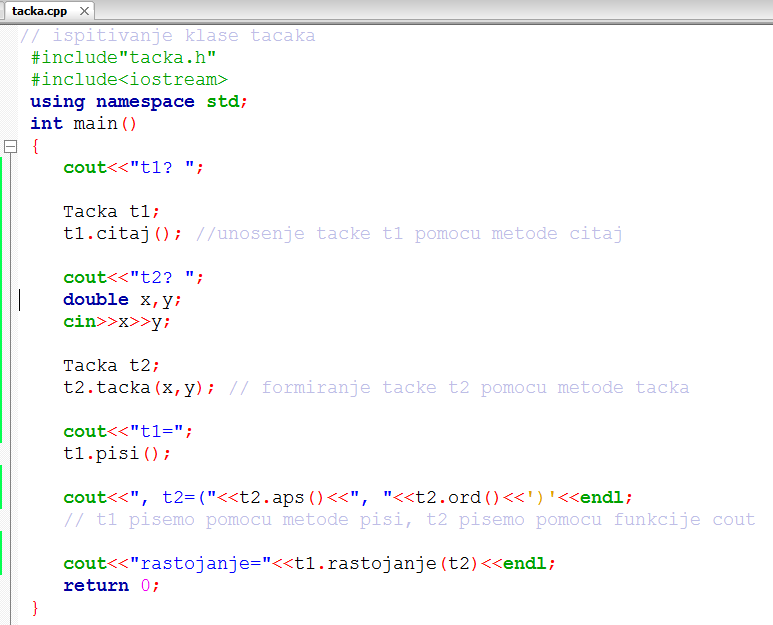 tacka.cpp
// ispitivanje klase tacaka
#include"tacka.h"
#include<iostream>
using namespace std;
int main()
{
cout<<"t1? ";
Tacka t1;
t1.citaj(); //unosenje tacke t1 pomocu metode citaj
cout<<"t2? ";
double x,y;
cin>>x>>y;
Tacka t2;
t2.tacka(x,y); // formiranje tacke t2 pomocu metode tacka
cout<<"t1=";
t1.pisi();
cout<<", t2=("<<t2.aps()<<", "<<t2.ord()<<')'<<endl;
// t1 pisemo pomocu metode pisi, t2 pisemo pomocu funkcije cout
cout<<"rastojanje="<<t1.rastojanje(t2)<<endl;
return 0;
}